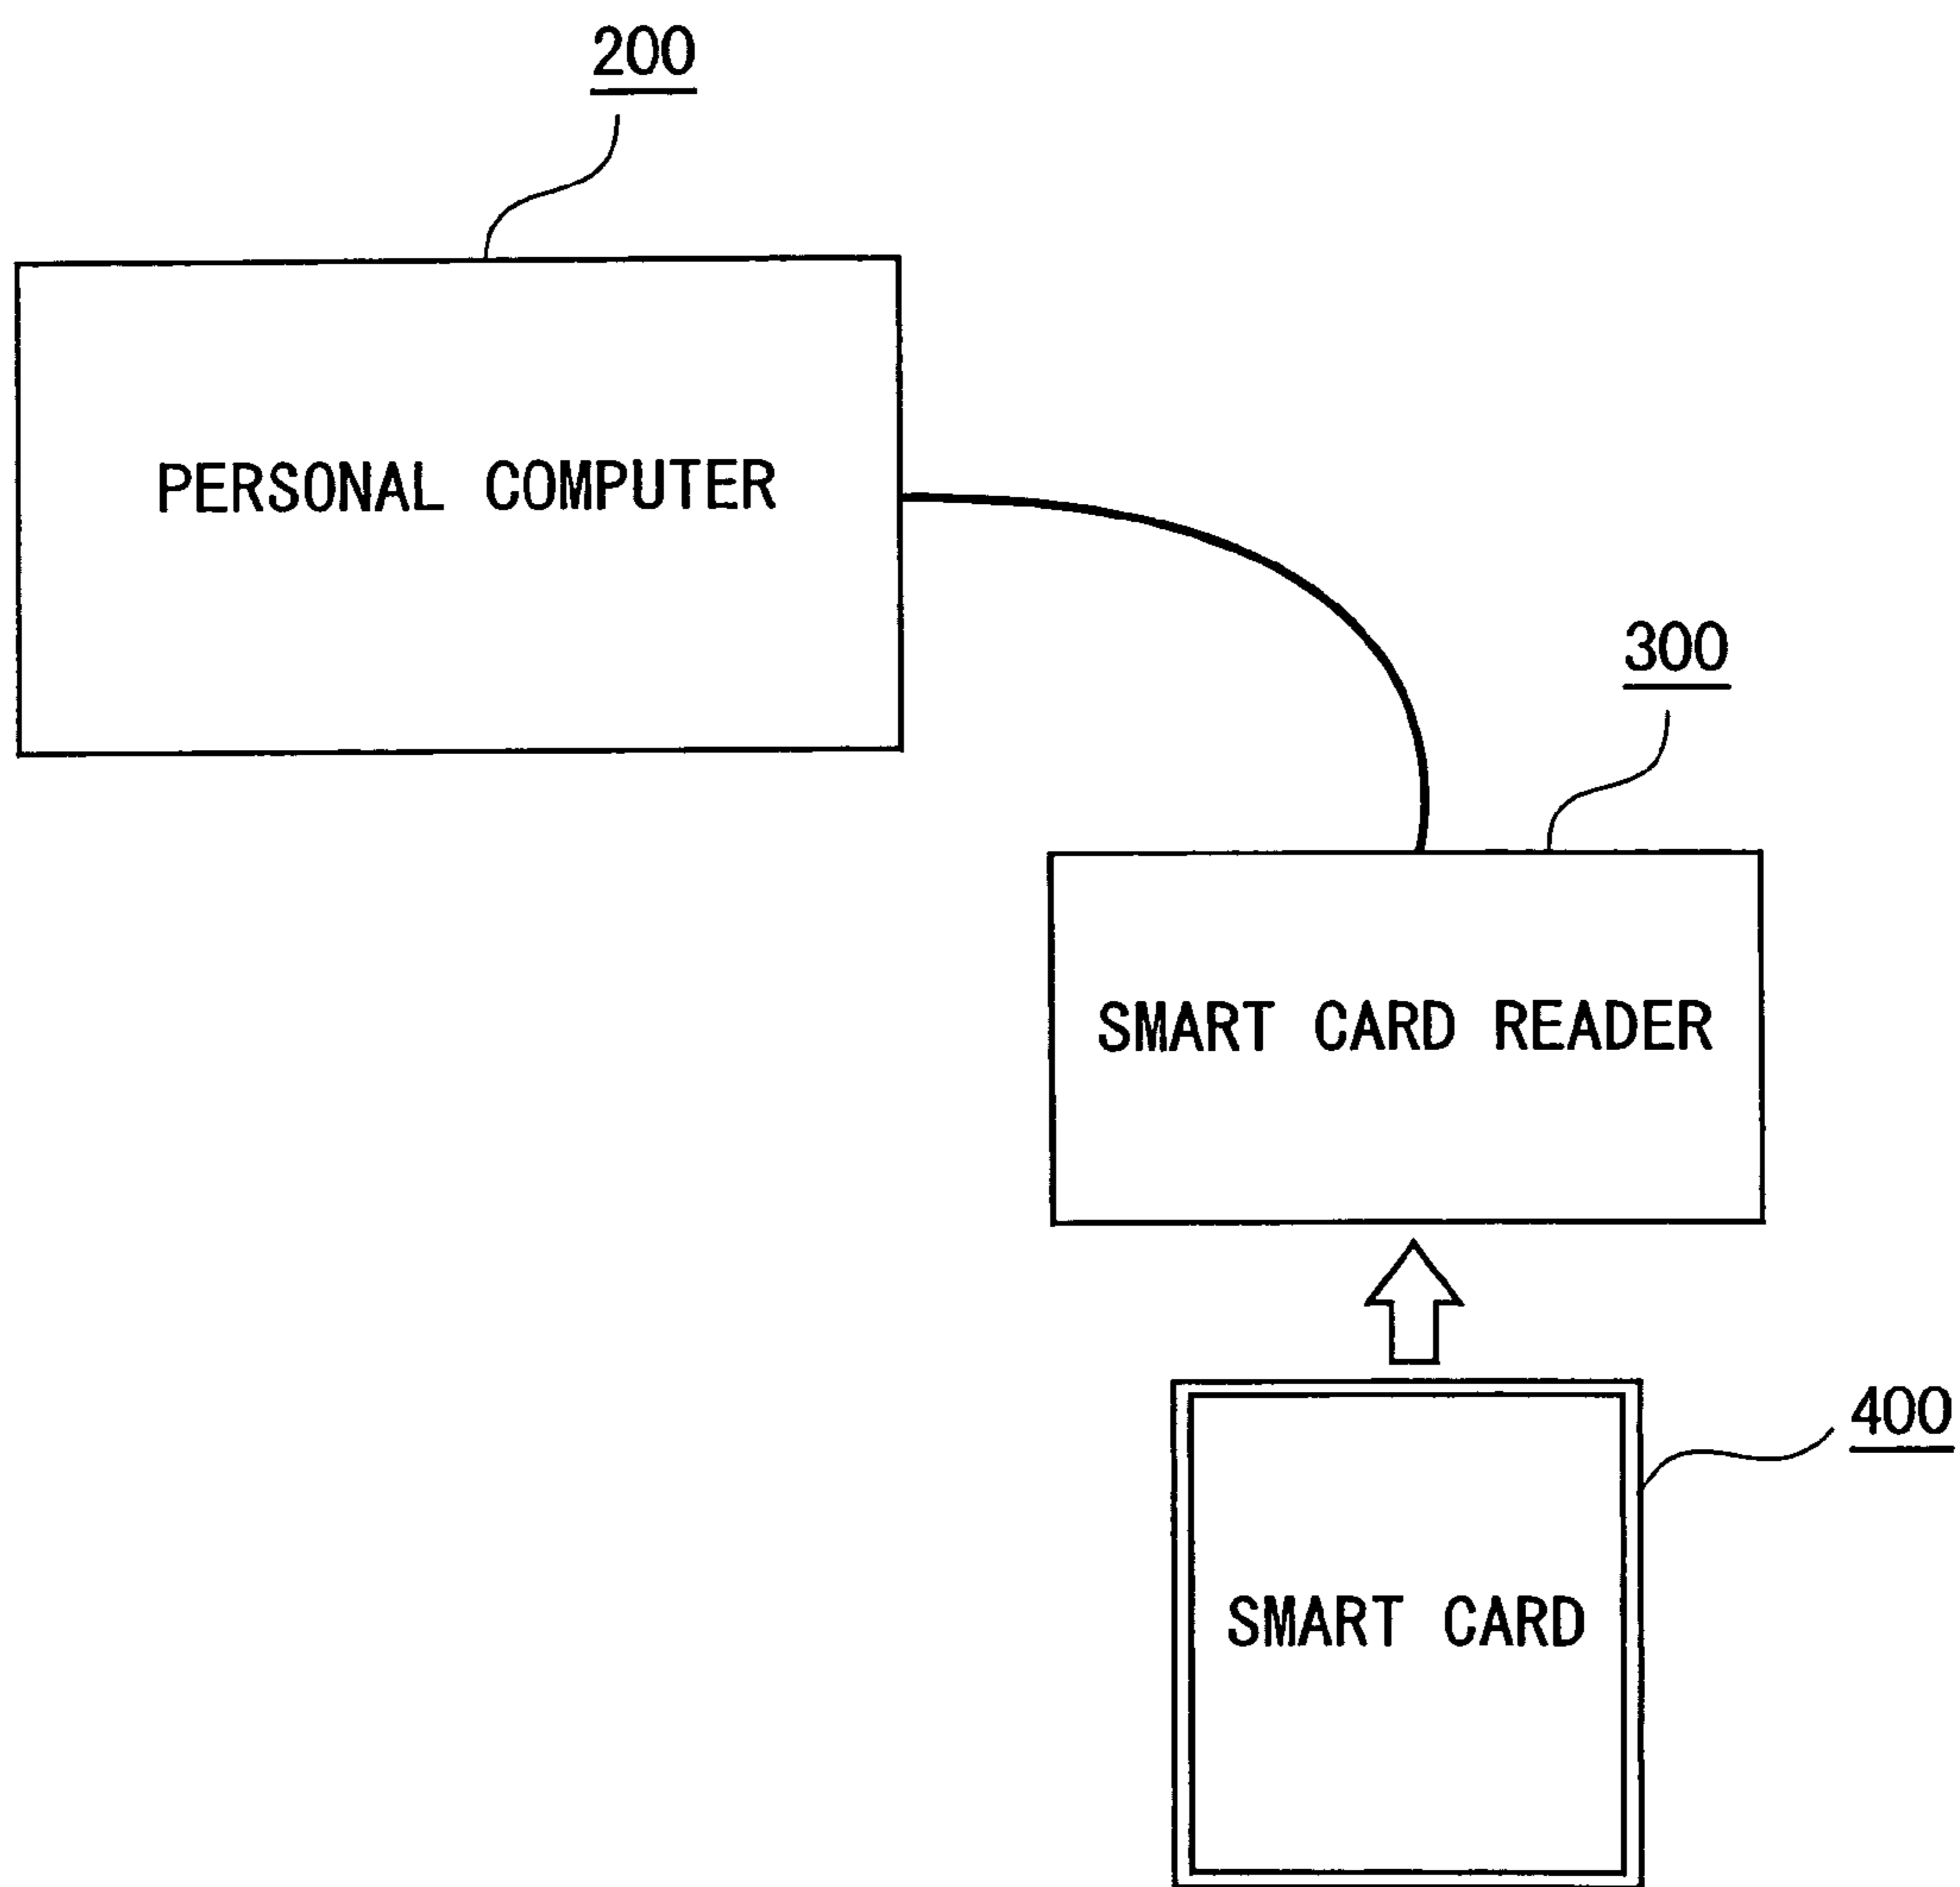 200
PERSONAL COMPUTER
300
SMART CARD READER
400
SMART CARD